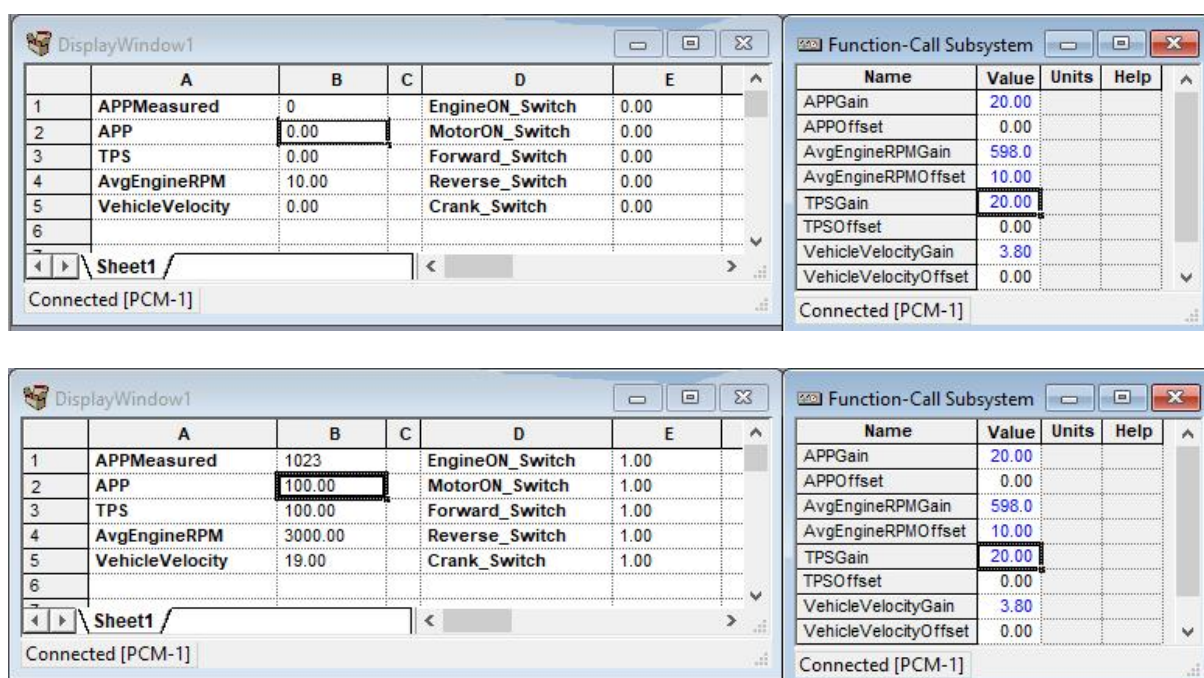 DisplayWindow1
A B C D E
1 APPMeasured 0 EngineON_Switch 0.00
2 APP 0.00 MotorON_Switch 0.00
3 TPS 0.00 Forward_Switch 0.00
4 AvgEngineRPM 10.00 Reverse_Switch 0.00
5 VehicleVelocity 0.00 Crank_Switch 0.00
6
Sheet1
Connected [PCM-1]
Function-Call Subsystem
Name Value Units Help
APPGain 20.00
APPOffset 0.00
AvgEngineRPMGain 598.0
AvgEngineRPMOffset 10.00
TPSGain 20.00
TPSOffset 0.00
VehicleVelocityGain 3.80
VehicleVelocityOffset 0.00
Connected [PCM-1]
DisplayWindow1
A B C D E
1 APPMeasured 1023 EngineON_Switch 1.00
2 APP 100.00 MotorON_Switch 1.00
3 TPS 100.00 Forward_Switch 1.00
4 AvgEngineRPM 3000.00 Reverse_Switch 1.00
5 VehicleVelocity 19.00 Crank_Switch 1.00
6
Sheet1
Connected [PCM-1]
Function-Call Subsystem
Name Value Units Help
APPGain 20.00
APPOffset 0.00
AvgEngineRPMGain 598.0
AvgEngineRPMOffset 10.00
TPSGain 20.00
TPSOffset 0.00
VehicleVelocityGain 3.80
VehicleVelocityOffset 0.00
Connected [PCM-1]